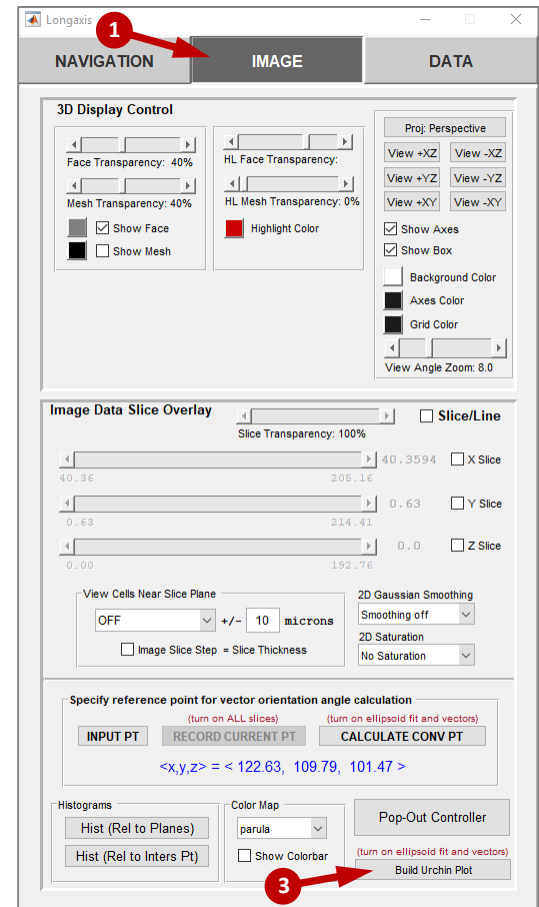 Longaxis
1
NAVIGATION
IMAGE
DATA
3D Display Control
Face Transparency: 40%
Mesh Transparency: 40%
Show Face
Show Mesh
HL Face Transparency:
HL Mesh Transparency: 0%
Highlight Color
Proj: Perspective
View +XZ View -XZ
View +YZ View -YZ
View +XY View -XY
Show Axes
Show Box
Background Color
Axes Color
Grid Color
View Angle Zoom: 8.0
Image Data Slice Overlay
Slice Transparency: 100%
Slice/Line
40.3594 X Slice
40.36 205.16
0.63 Y Slice
0.63 214.41
0.0 Z Slice
0.00 192.76
View Cells Near Slice Plane
OFF +/- 10 microns
Image Slice Step = Slice Thickness
2D Gaussian Smoothing
Smoothing off
2D Saturation
No Saturation
Specify reference point for vector orientation angle calculation
(turn on ALL slices) (turn on ellipsoid fit and vectors)
INPUT PT RECORD CURRENT PT CALCULATE CONV PT
<x,y,z> = < 122.63, 109.79, 101.47 >
Histograms
Hist (Rel to Planes)
Hist (Rel to Inters Pt)
Color Map
parula
Show Colorbar
Pop-Out Controller
(turn on ellipsoid fit and vectors)
3
Build Urchin Plot